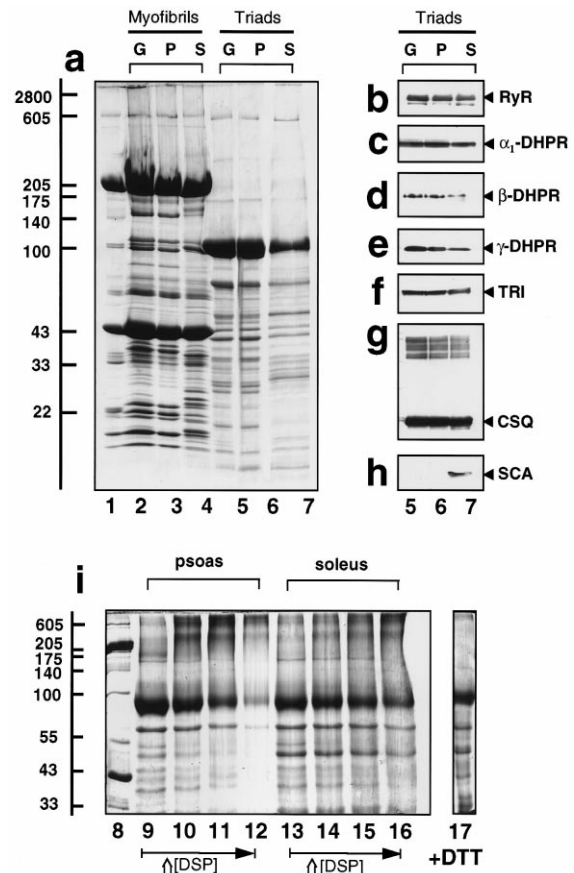 Myofibrils Triads
G P S G P S
a
2800
605
205
175
140
100
43
33
22
1 2 3 4 5 6 7
Triads
G P S
b RyR
c α1-DHPR
d β-DHPR
e γ-DHPR
f TRI
g CSQ
h SCA
5 6 7
i
psoas soleus
605
205
175
140
100
55
43
33
8 9 10 11 12 13 14 15 16 17
⇧[DSP] ⇧[DSP] +DTT